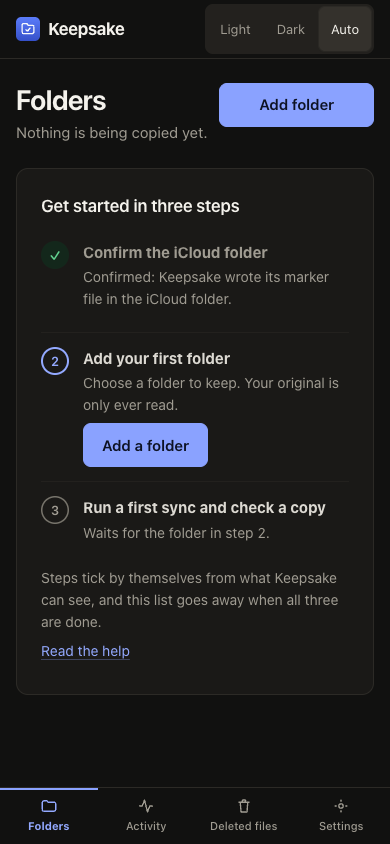 Keepsake
Light
Dark
Auto
Folders
Add folder
Nothing is being copied yet.
Get started in three steps
Confirm the iCloud folder
Confirmed: Keepsake wrote its marker
file in the iCloud folder.
2
Add your first folder
Choose a folder to keep. Your original is
only ever read.
Add a folder
3
Run a first sync and check a copy
Waits for the folder in step 2.
Steps tick by themselves from what Keepsake
can see, and this list goes away when all three
are done.
Read the help
Folders
Activity
Deleted files
Settings